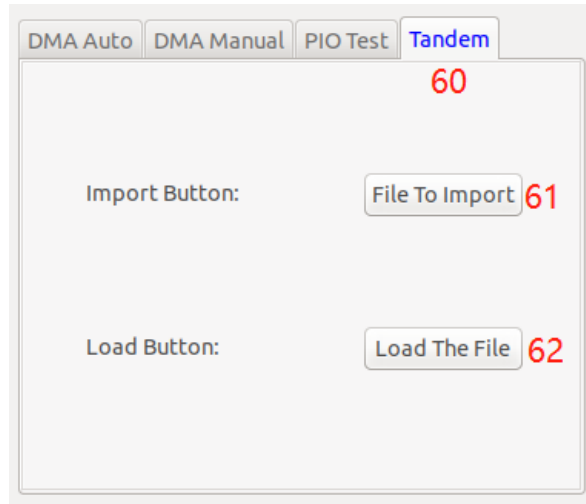 DMA Auto DMA Manual PIO Test Tandem
60
Import Button: File To Import 61
Load Button: Load The File 62